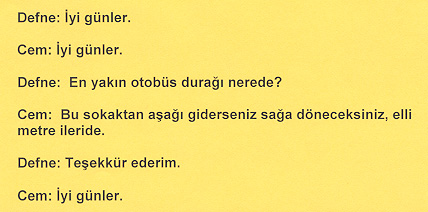 Defne: İyi günler.
Cem: İyi günler.
Defne:  En yakın otobüs durağı nerede?
Cem:  Bu sokaktan aşağı giderseniz sağa döneceksiniz, elli
metre ileride.
Defne: Teşekkür ederim.
Cem: İyi günler.